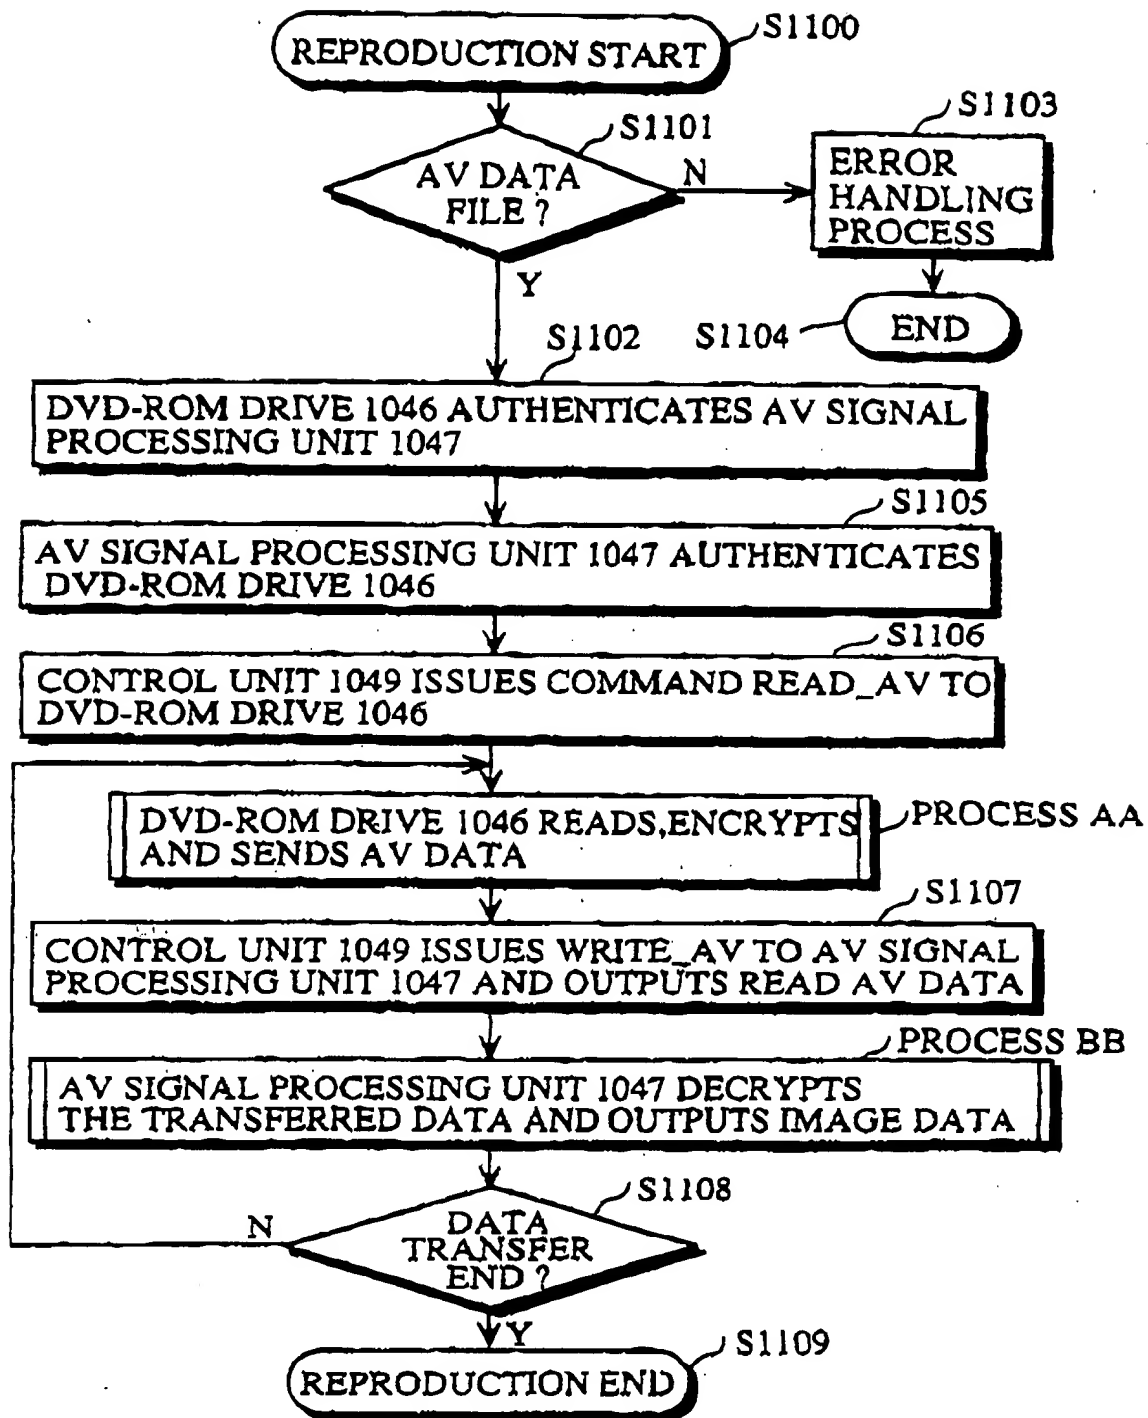 REPRODUCTION START
S1100
S1101
AV DATA
FILE ?
N
Y
S1103
ERROR
HANDLING
PROCESS
S1104
END
S1102
DVD-ROM DRIVE 1046 AUTHENTICATES AV SIGNAL
PROCESSING UNIT 1047
S1105
AV SIGNAL PROCESSING UNIT 1047 AUTHENTICATES
DVD-ROM DRIVE 1046
S1106
CONTROL UNIT 1049 ISSUES COMMAND READ_AV TO
DVD-ROM DRIVE 1046
DVD-ROM DRIVE 1046 READS,ENCRYPTS
AND SENDS AV DATA
PROCESS AA
S1107
CONTROL UNIT 1049 ISSUES WRITE_AV TO AV SIGNAL
PROCESSING UNIT 1047 AND OUTPUTS READ AV DATA
PROCESS BB
AV SIGNAL PROCESSING UNIT 1047 DECRYPTS
THE TRANSFERRED DATA AND OUTPUTS IMAGE DATA
S1108
N
DATA
TRANSFER
END ?
Y
S1109
REPRODUCTION END